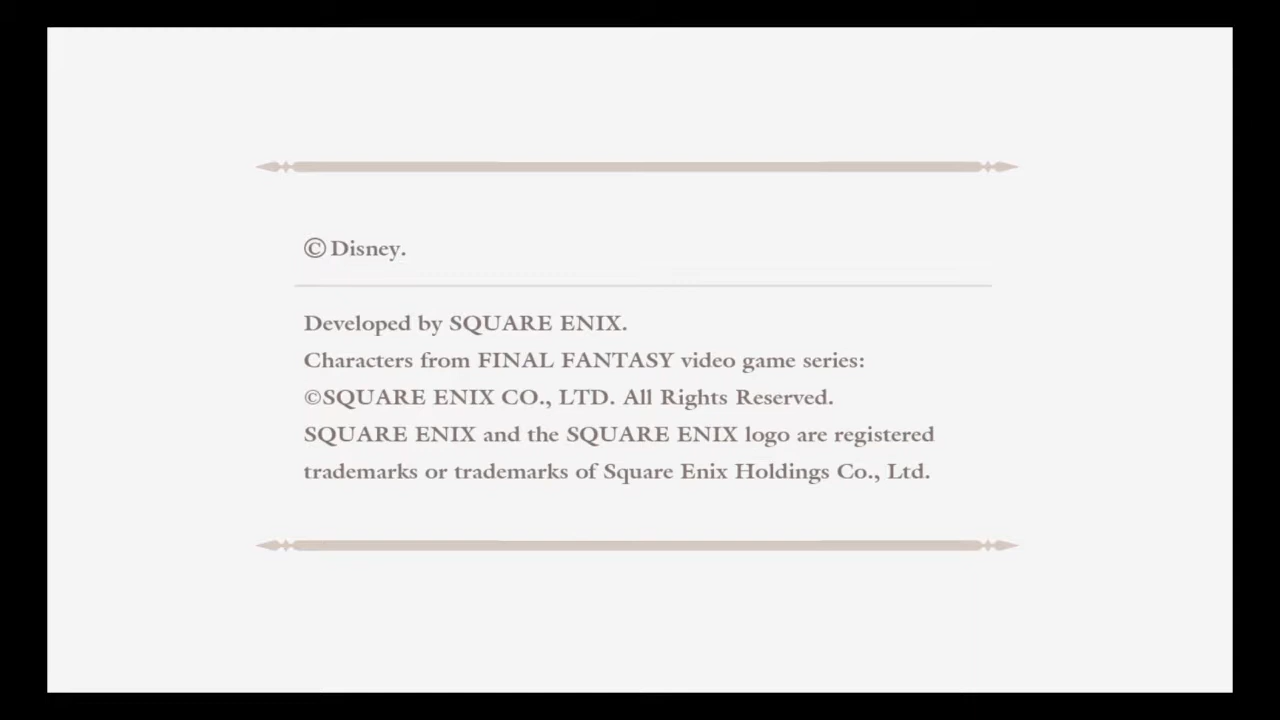 © Disney.
Developed by SQUARE ENIX.
Characters from FINAL FANTASY video game series:
©SQUARE ENIX CO., LTD. All Rights Reserved.
SQUARE ENIX and the SQUARE ENIX logo are registered
trademarks or trademarks of Square Enix Holdings Co., Ltd.